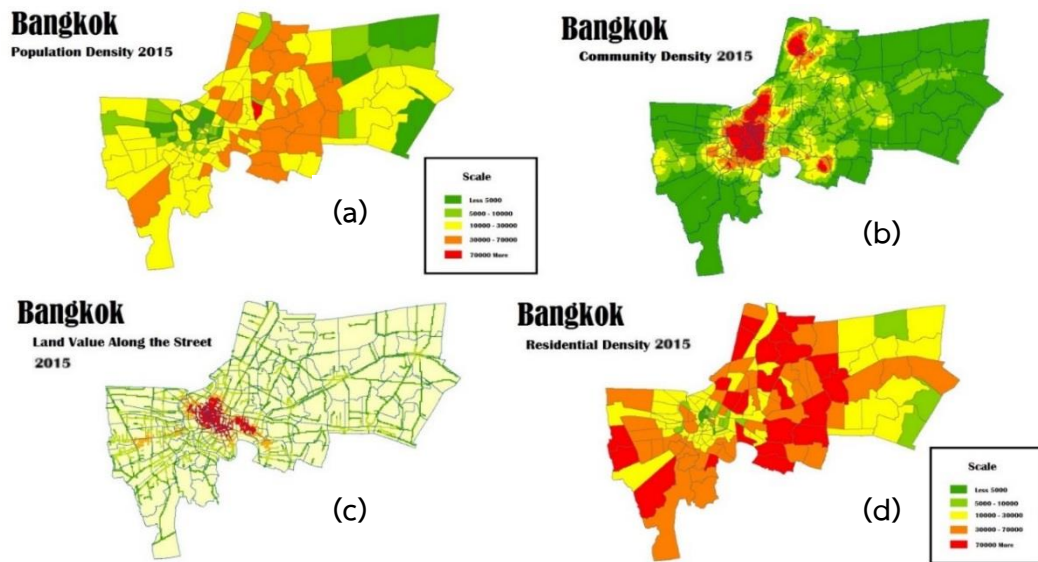 Bangkok
Population Density 2015
Scale
Less 5000
5000 - 10000
10000 - 30000
30000 - 70000
70000 More
(a)
Bangkok
Community Density 2015
(b)
Bangkok
Land Value Along the Street
2015
(c)
Bangkok
Residential Density 2015
(d)
Scale
Less 5000
5000 - 10000
10000 - 30000
30000 - 70000
70000 More